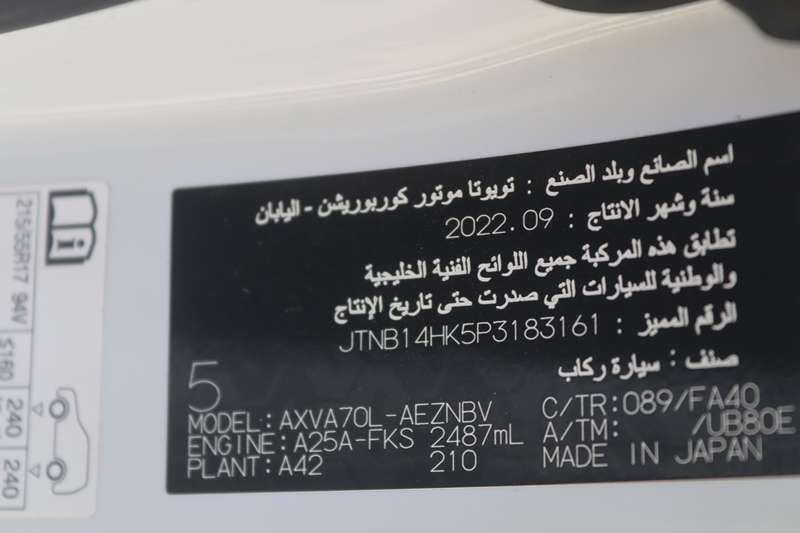 اسم الصانع وبلد الصنع : تويوتا موتور كوربوريشن - اليابان
سنة وشهر الانتاج : 2022.09
تطابق هذه المركبة جميع اللوائح الفنية الخليجية
والوطنية للسيارات التي صدرت حتى تاريخ الإنتاج
الرقم المميز : JTNB14HK5P3183161
صنف : سيارة ركاب
5
MODEL:AXVA70L-AEZNBV C/TR:089/FA40
ENGINE:A25A-FKS 2487mL A/TM: /UB80E
PLANT:A42 210 MADE IN JAPAN
215/55R17 94V
≤160
240
240